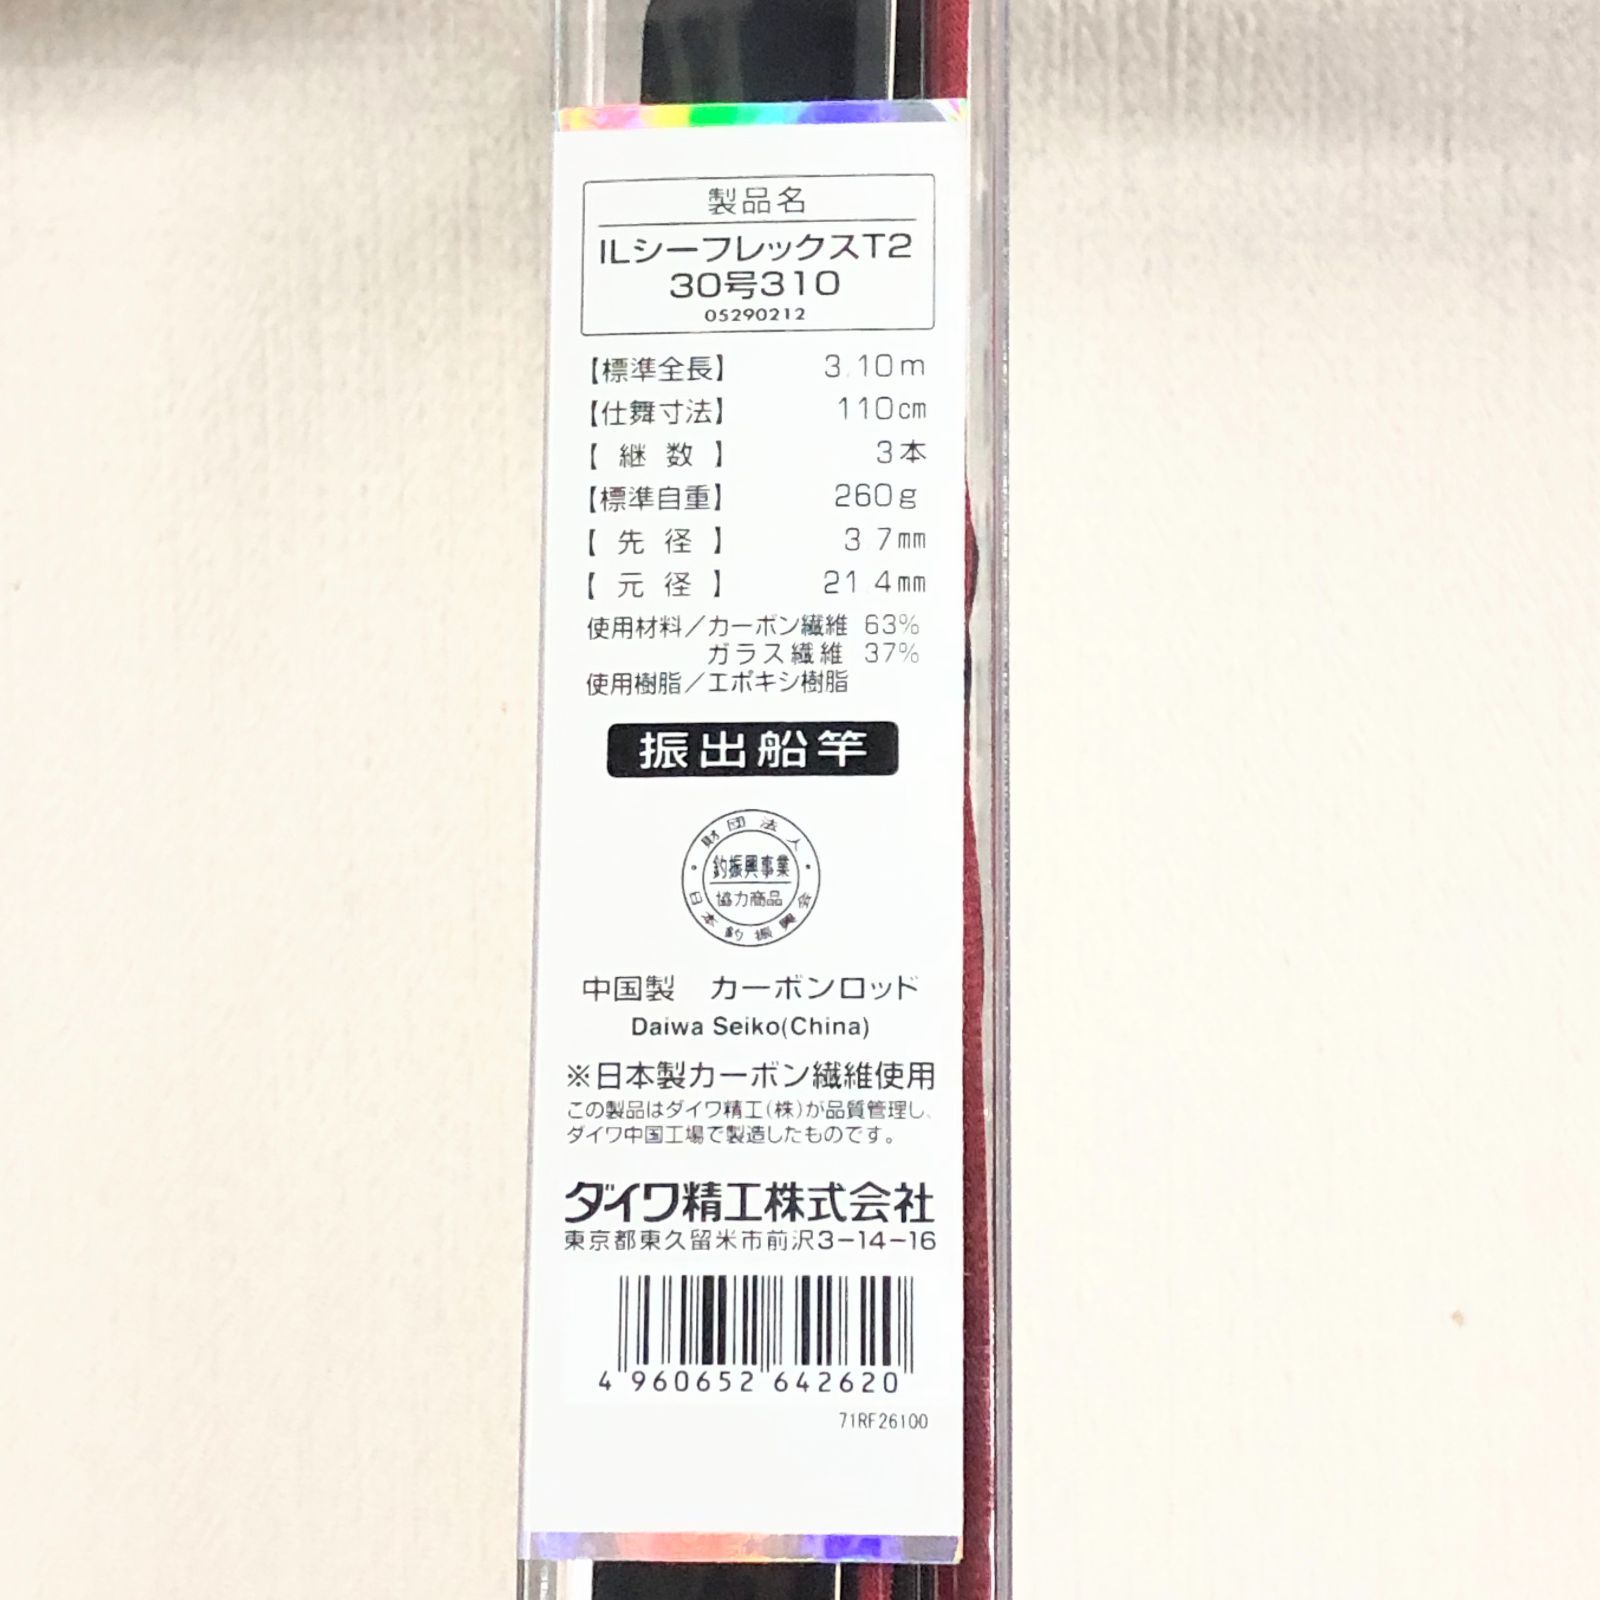 製品名
ILシーフレックスT2
30号310
05290212
【標準全長】 3.10m
【仕舞寸法】 110cm
【継数】 3本
【標準自重】 260g
【先径】 3.7mm
【元径】 21.4mm
使用材料／カーボン繊維 63%
ガラス繊維 37%
使用樹脂／エポキシ樹脂
振出船竿
財団法人
釣振興事業
協力商品
日本釣振興会
中国製 カーボンロッド
Daiwa Seiko(China)
※日本製カーボン繊維使用
この製品はダイワ精工(株)が品質管理し、
ダイワ中国工場で製造したものです。
ダイワ精工株式会社
東京都東久留米市前沢3-14-16
4 960652 642620
71RF26100